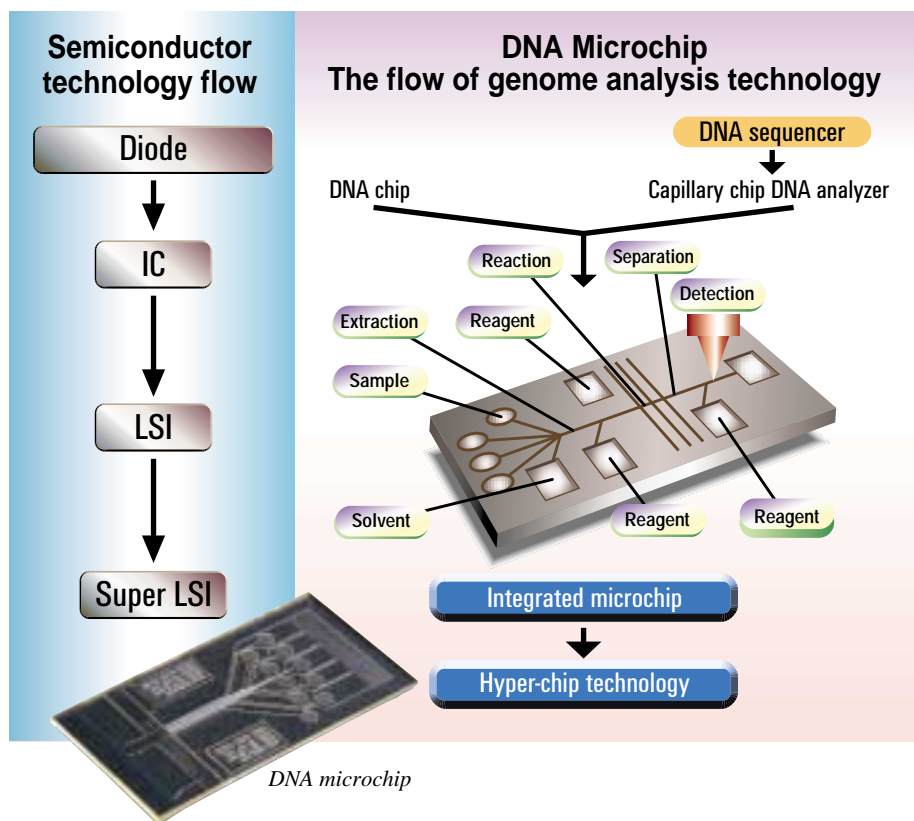 Semiconductor
technology flow
Diode
IC
LSI
Super LSI
DNA Microchip
The flow of genome analysis technology
DNA sequencer
DNA chip
Capillary chip DNA analyzer
Reaction
Separation
Detection
Extraction
Reagent
Sample
Solvent
Reagent
Reagent
Integrated microchip
Hyper-chip technology
DNA microchip